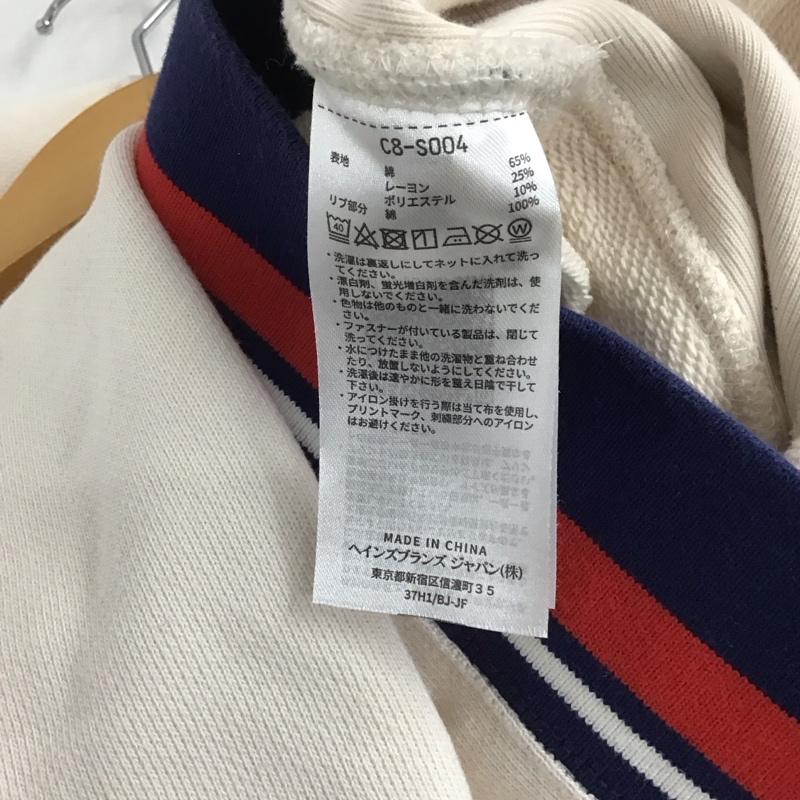 C8-S004
表地 綿 65%
レーヨン 25%
ポリエステル 10%
リブ部分 綿 100%
40
W
・洗濯は裏返しにしてネットに入れて洗っ
てください。
・漂白剤、蛍光増白剤を含んだ洗剤は、使
用しないでください。
・色物は他のものと一緒に洗わないでくだ
さい。
・ファスナーが付いている製品は、閉じて
洗ってください。
・水につけたまま他の洗濯物と重ね合わせ
たり、放置しないようにしてください。
・洗濯後は速やかに形を整え日陰で干して
下さい。
・アイロン掛けを行う際は当て布を使用し、
プリントマーク、刺繍部分へのアイロン
はお避けください。
MADE IN CHINA
ヘインズブランズ ジャパン(株)
東京都新宿区信濃町35
37H1/BJ-JF